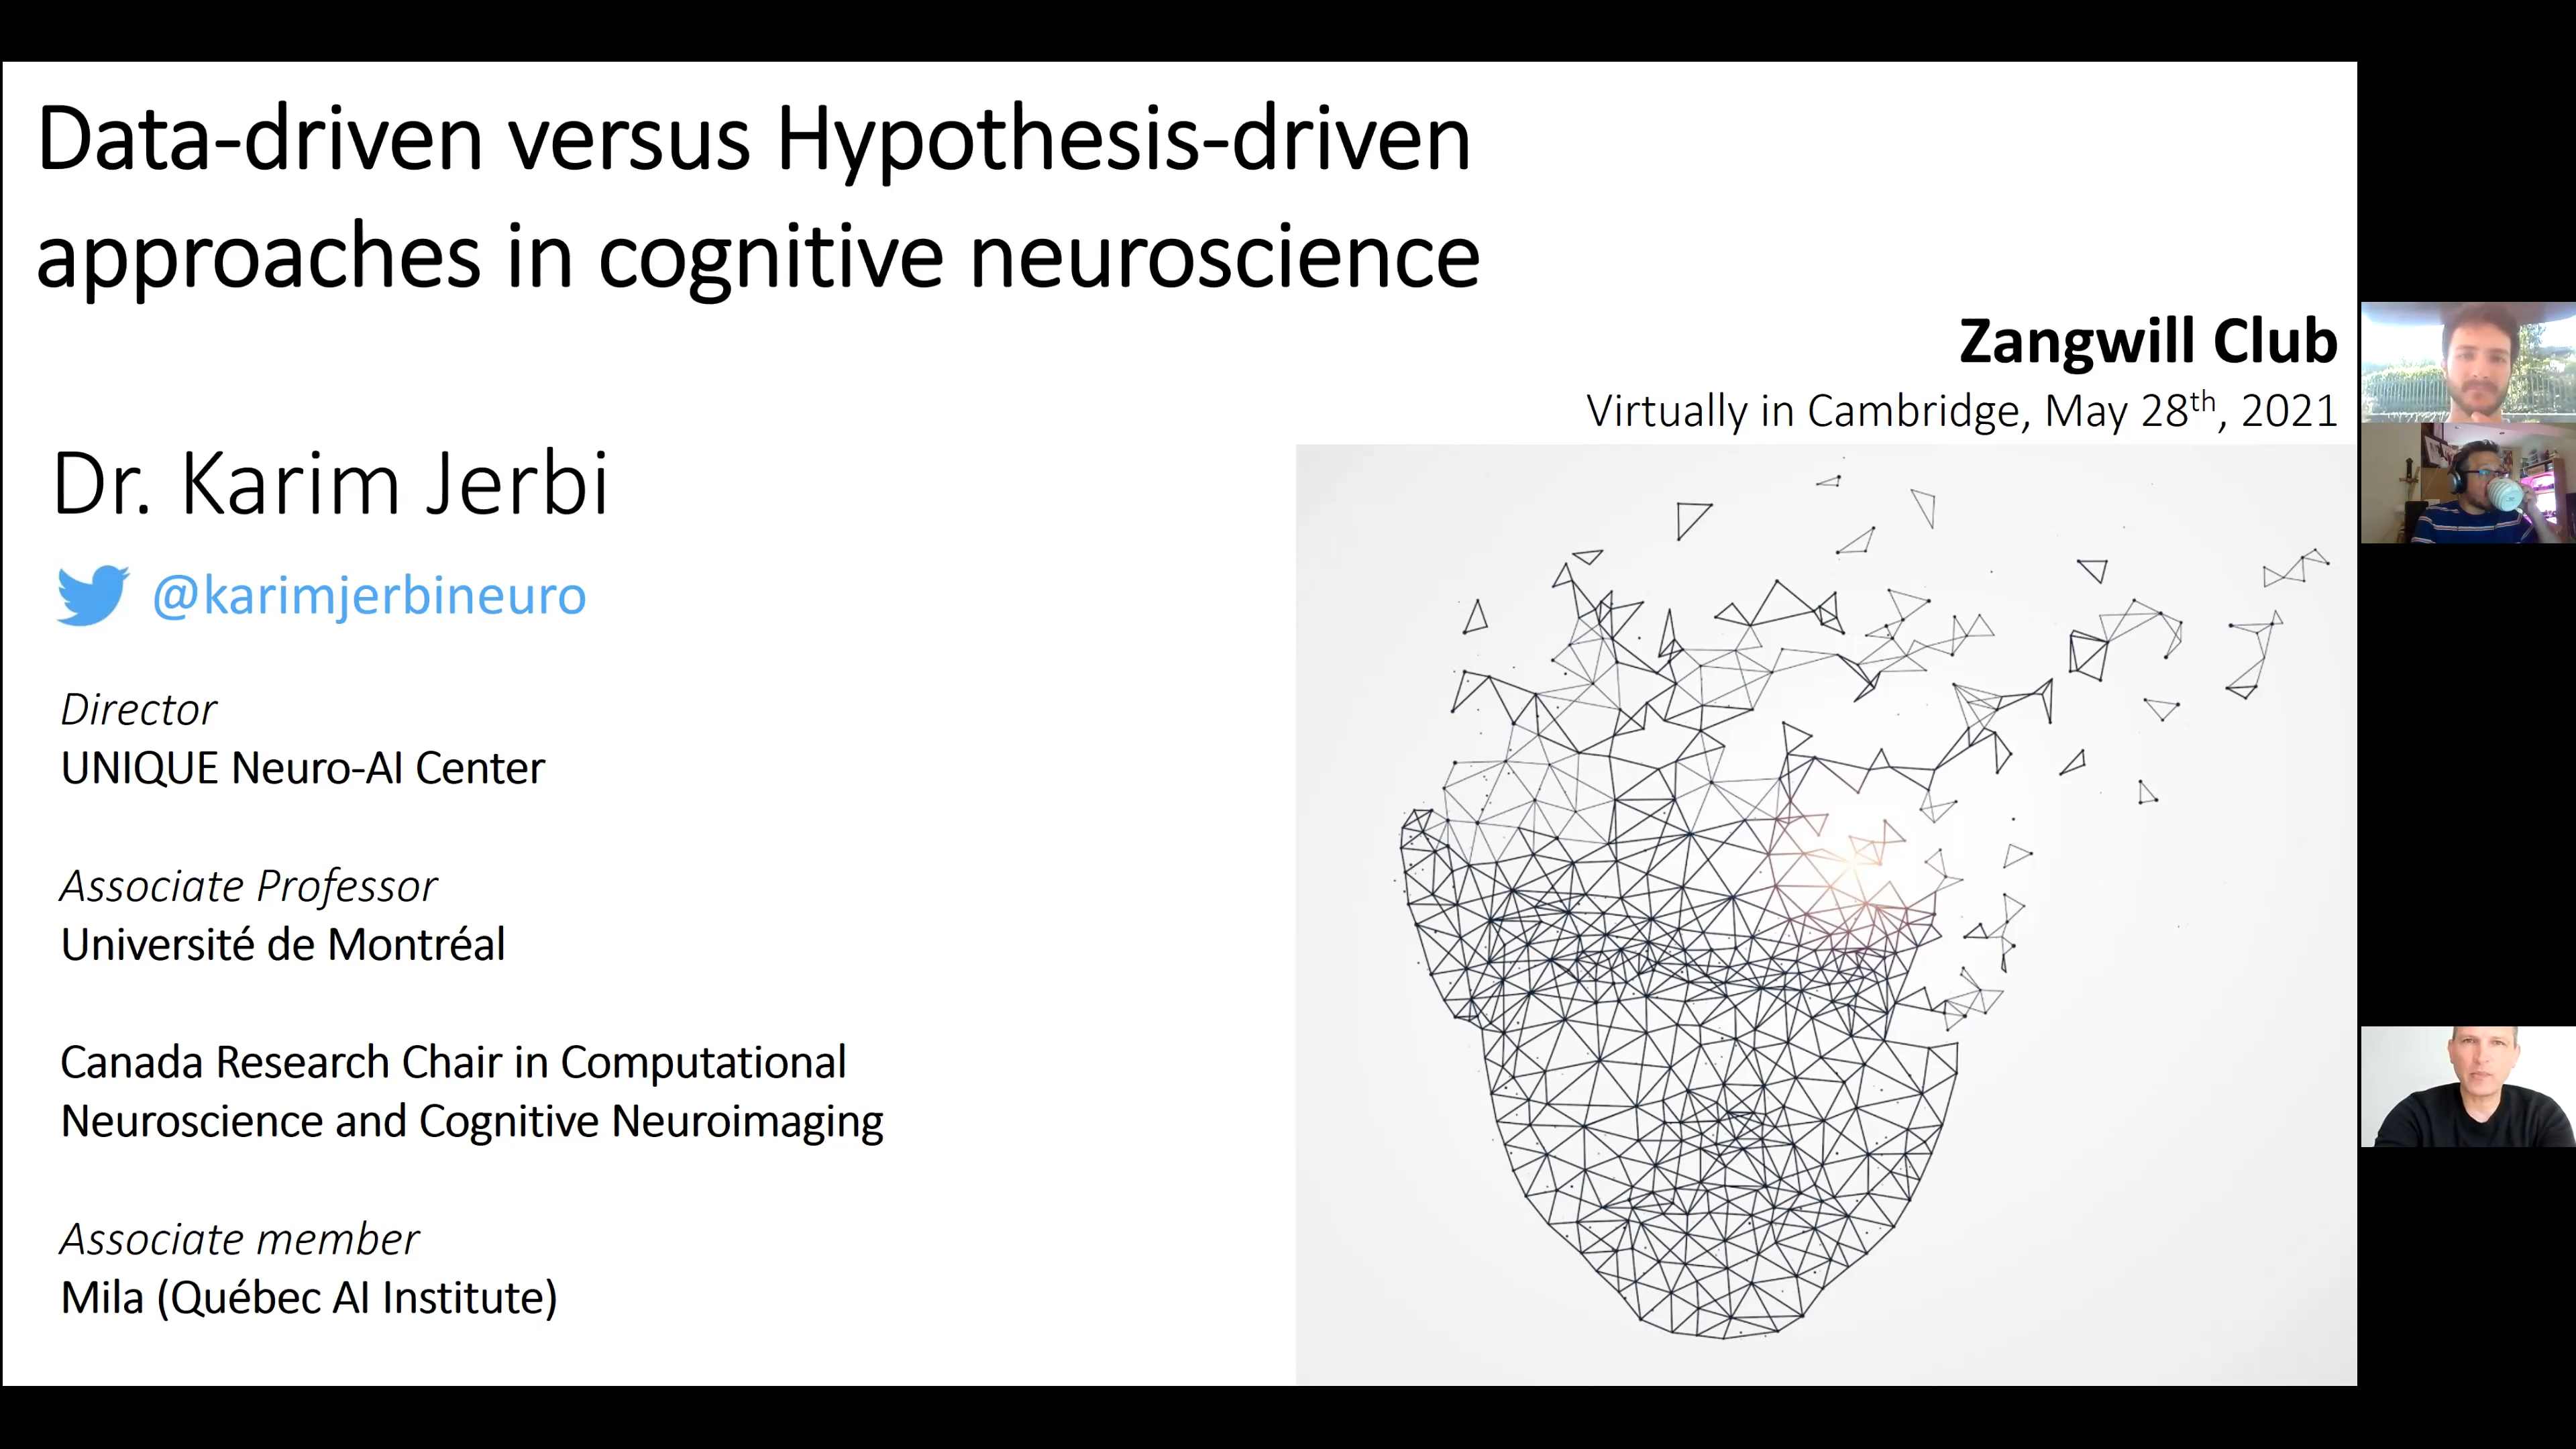 Data-driven versus Hypothesis-driven
approaches in cognitive neuroscience
Zangwill Club
Virtually in Cambridge, May 28th, 2021
Dr. Karim Jerbi
@karimjerbineuro
Director
UNIQUE Neuro-AI Center
Associate Professor
Université de Montréal
Canada Research Chair in Computational
Neuroscience and Cognitive Neuroimaging
Associate member
Mila (Québec AI Institute)